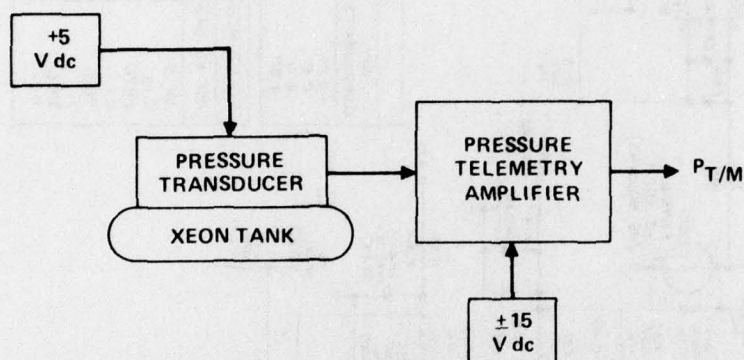 +5
V dc
PRESSURE
TRANSDUCER
XEON TANK
PRESSURE
TELEMETRY
AMPLIFIER
PT/M
±15
V dc